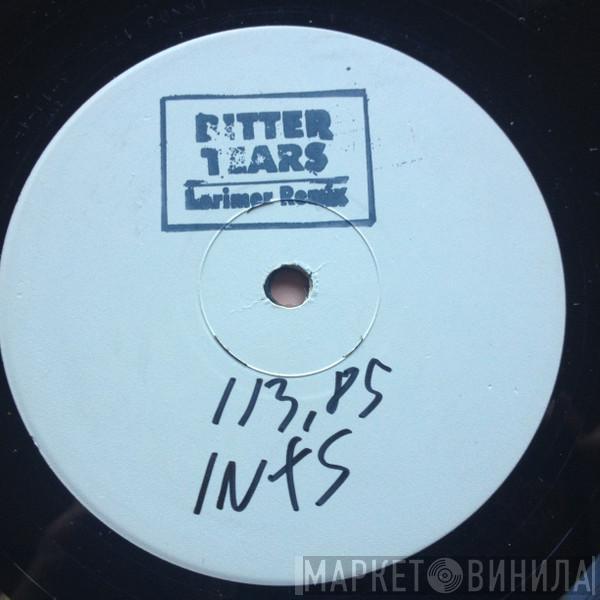 BITTER
TEARS
Larimer Remix
113,85
INXS
МАРКЕТ ВИНИЛА